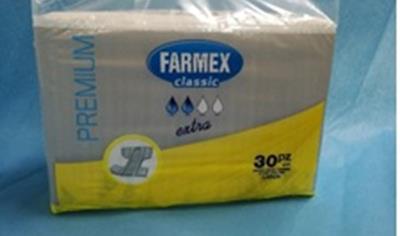 PREMIUM
FARMEX
classic
extra
30PZ